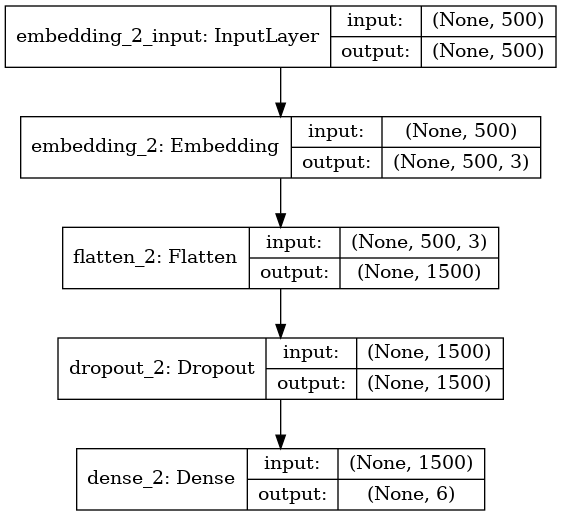 embedding_2_input: InputLayer
input: (None, 500)
output: (None, 500)
embedding_2: Embedding
input: (None, 500)
output: (None, 500, 3)
flatten_2: Flatten
input: (None, 500, 3)
output: (None, 1500)
dropout_2: Dropout
input: (None, 1500)
output: (None, 1500)
dense_2: Dense
input: (None, 1500)
output: (None, 6)